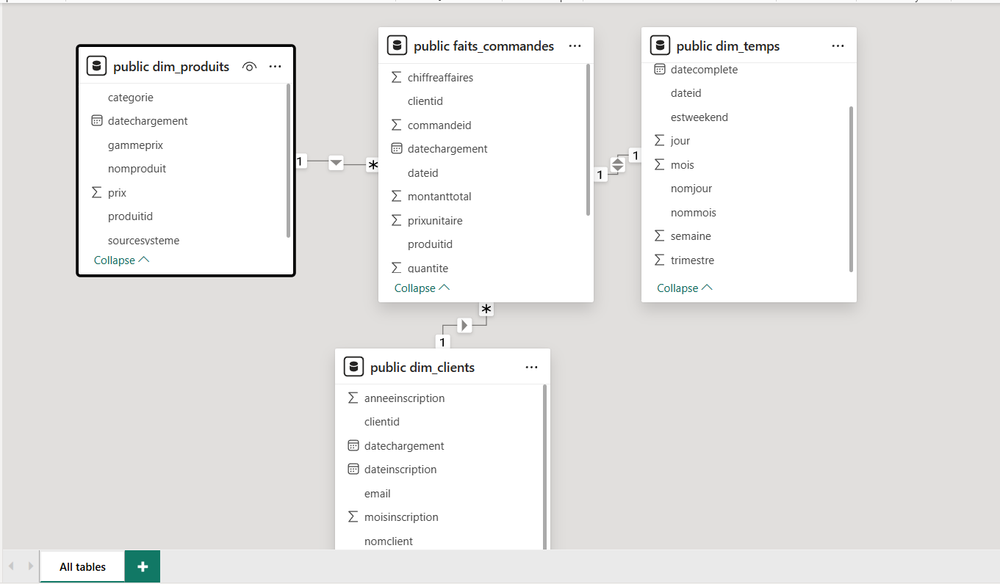 public dim_produits
categorie
datechargement
gammeprix
nomproduit
prix
produitid
sourcesysteme
Collapse
1
*
public faits_commandes
chiffreaffaires
clientid
commandeid
datechargement
dateid
montanttotal
prixunitaire
produitid
quantite
Collapse
1
1
public dim_temps
datecomplete
dateid
estweekend
jour
mois
nomjour
nommois
semaine
trimestre
Collapse
*
1
public dim_clients
anneeinscription
clientid
datechargement
dateinscription
email
moisinscription
nomclient
All tables